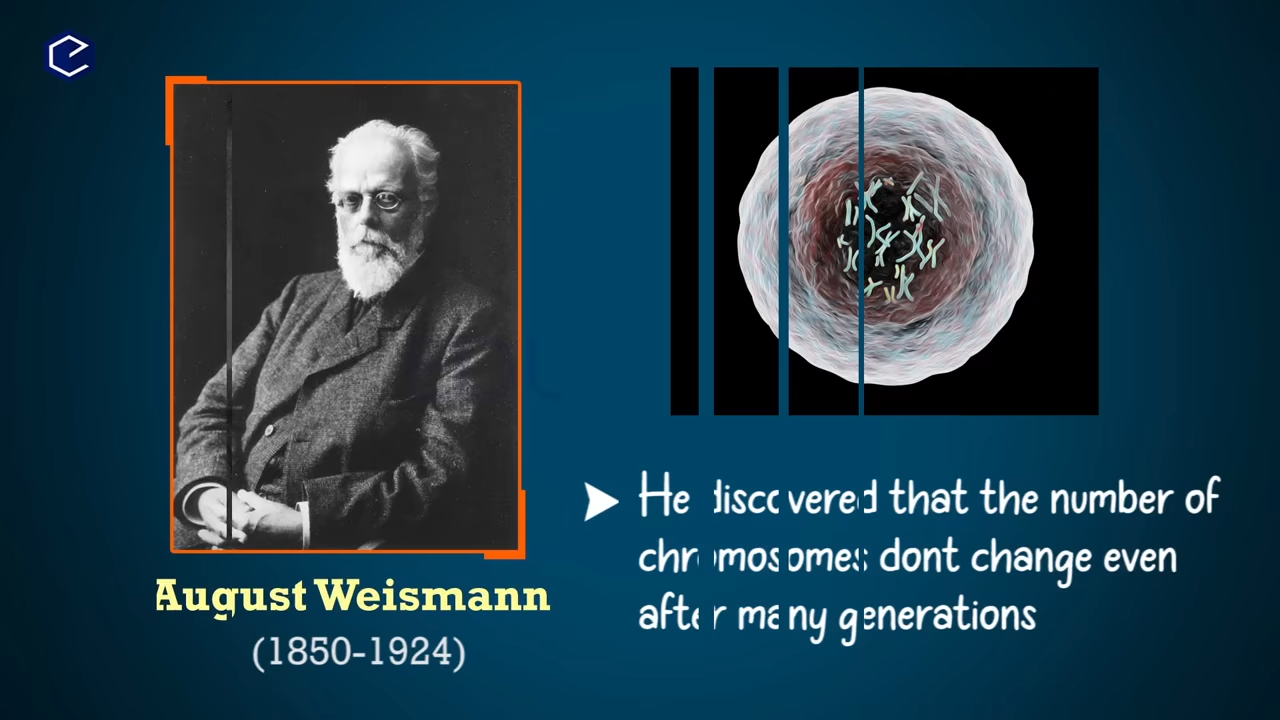 August Weismann
(1850-1924)
He discovered that the number of
chromosomes dont change even
after many generations